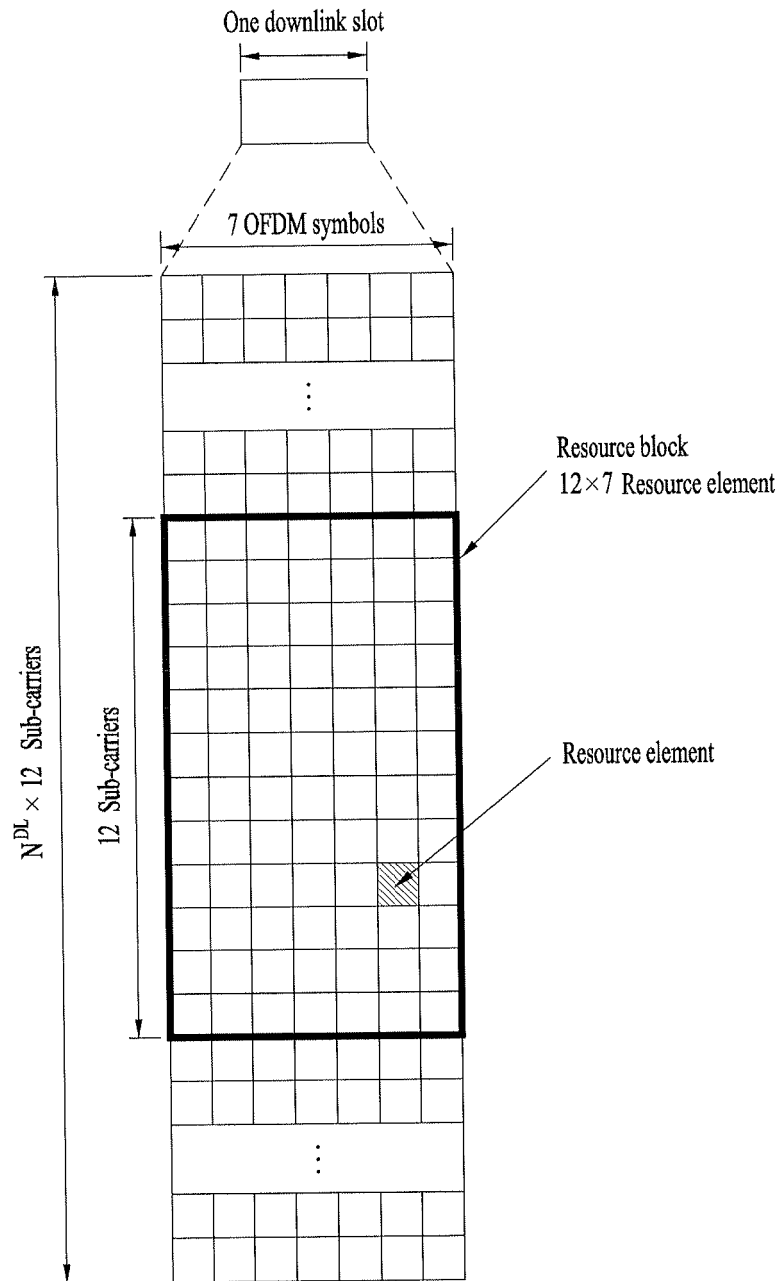 One downlink slot
7 OFDM symbols
Resource block
12×7 Resource element
N^DL × 12 Sub-carriers
12 Sub-carriers
Resource element